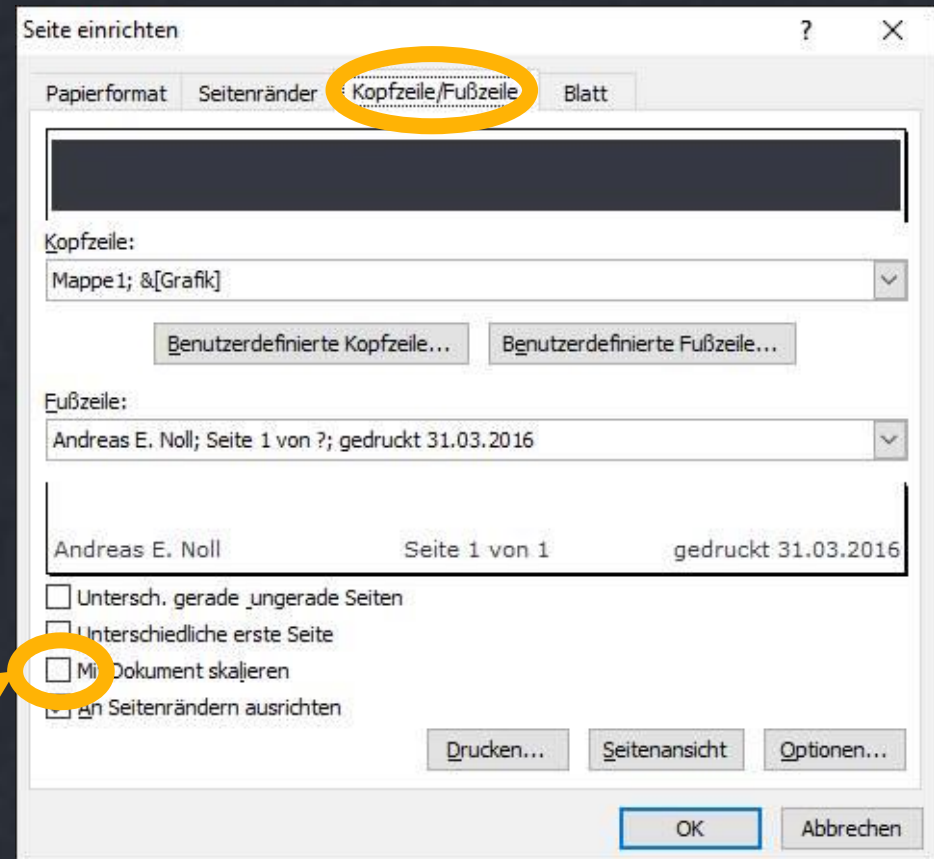 Seite einrichten ? X
Papierformat Seitenränder Kopfzeile/Fußzeile Blatt
Kopfzeile:
Mappe1; &[Grafik]
Benutzerdefinierte Kopfzeile... Benutzerdefinierte Fußzeile...
Fußzeile:
Andreas E. Noll; Seite 1 von ?; gedruckt 31.03.2016
Andreas E. Noll Seite 1 von 1 gedruckt 31.03.2016
Untersch. gerade _ungerade Seiten
Unterschiedliche erste Seite
Mit Dokument skalieren
An Seitenrändern ausrichten
Drucken... Seitenansicht Optionen...
OK Abbrechen